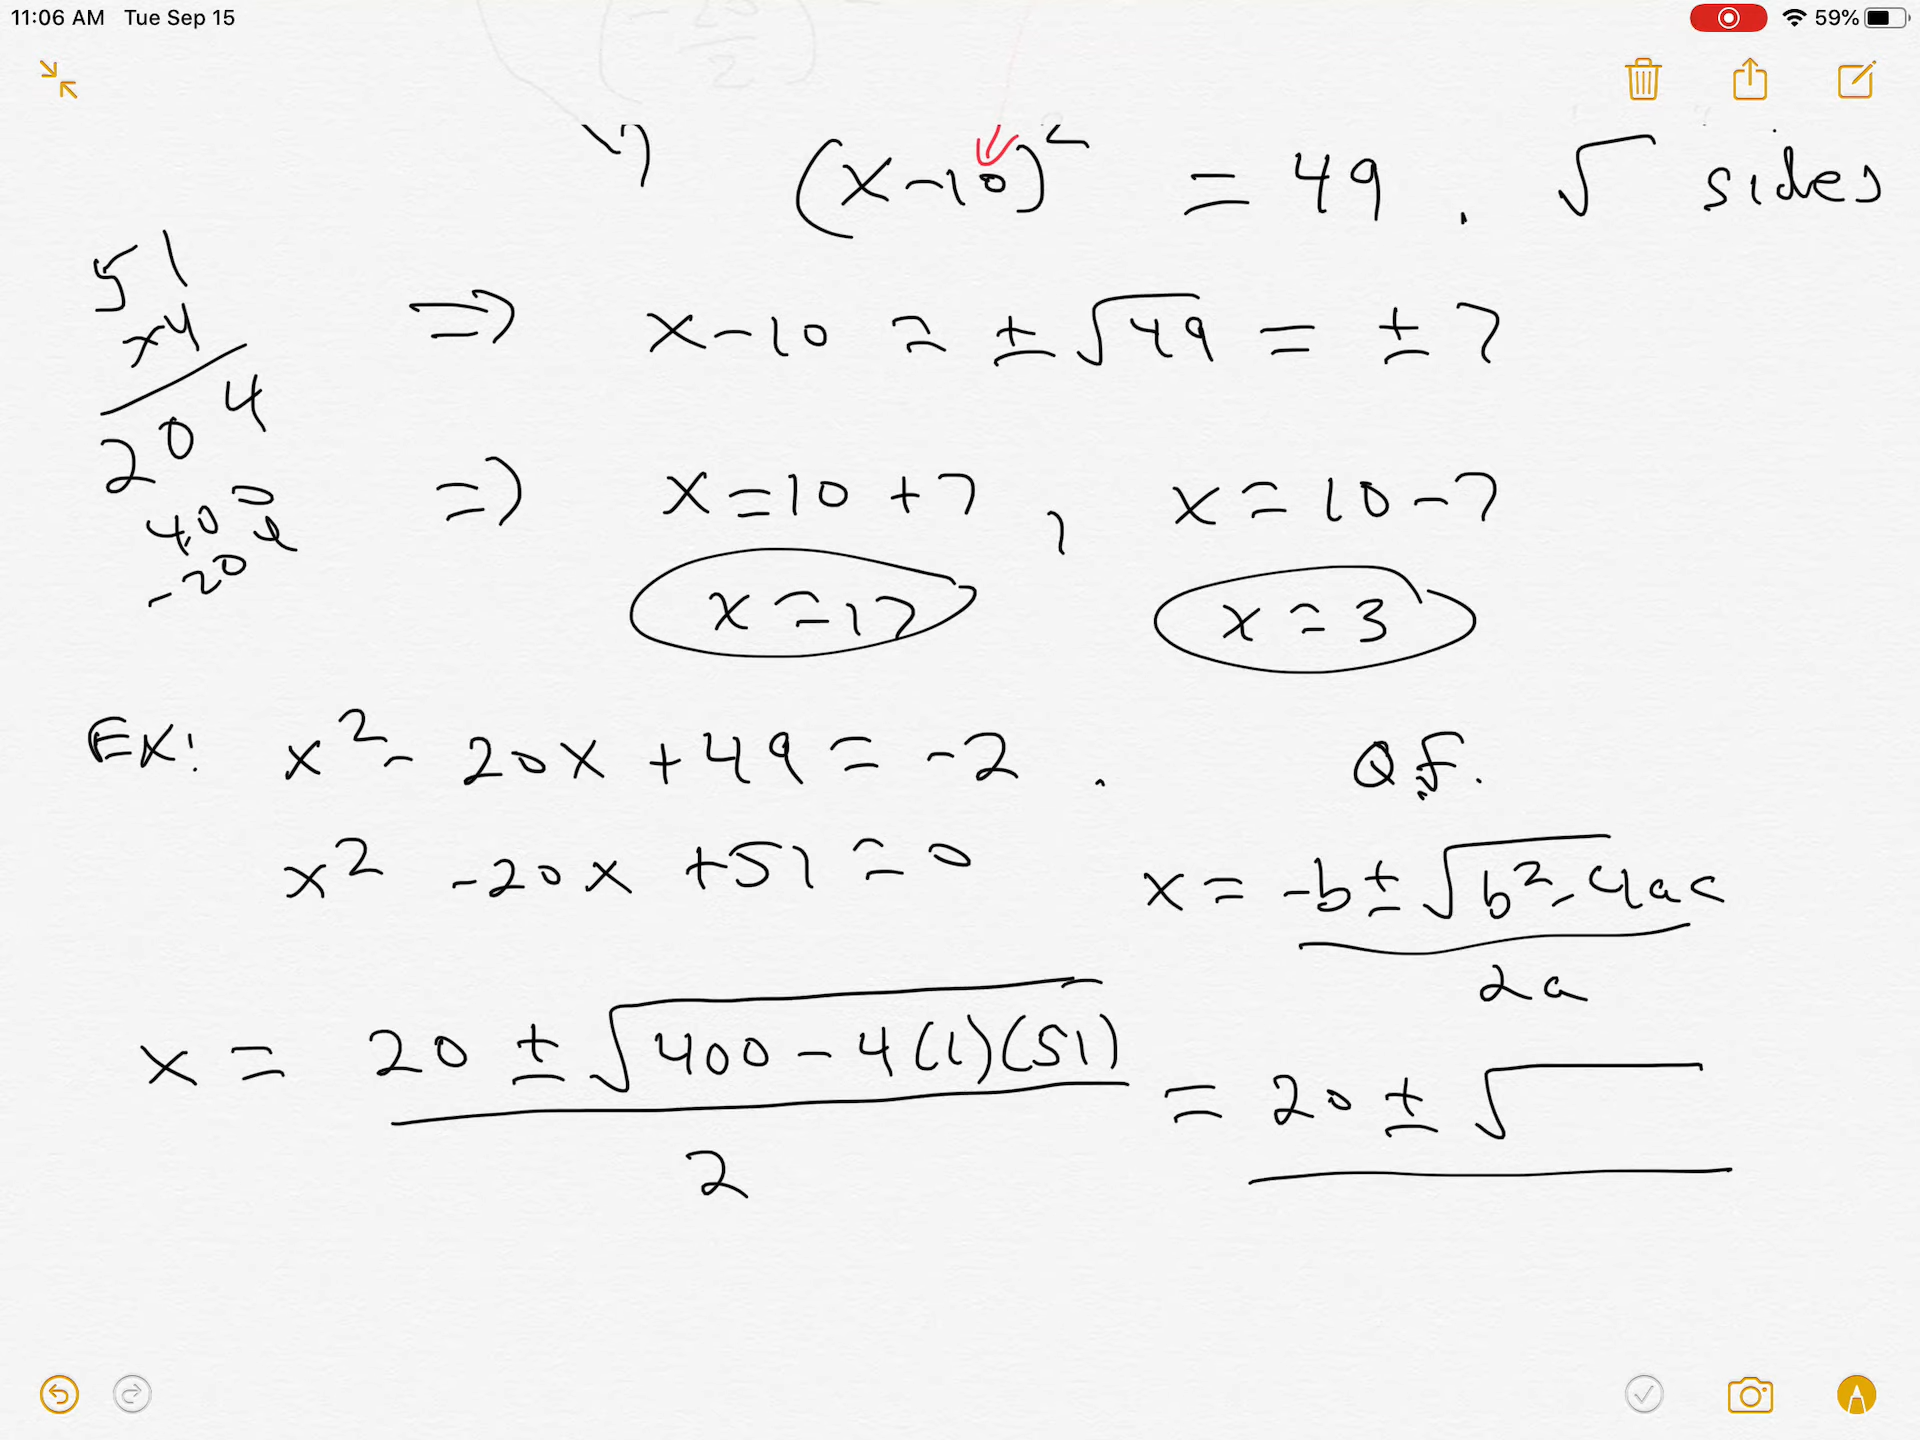 11:06 AM Tue Sep 15 59%
(x-10)² = 49. √ sides
51
x4
204
400
-204
=> x-10 = ±√49 = ±7
=> x=10+7, x=10-7
x=17 x=3
EX: x²- 20x +49 = -2. Q.F.
x² -20x +51 = 0 x = -b±√b²-4ac
2a
x = 20 ± √400-4(1)(51) = 20 ± √
2